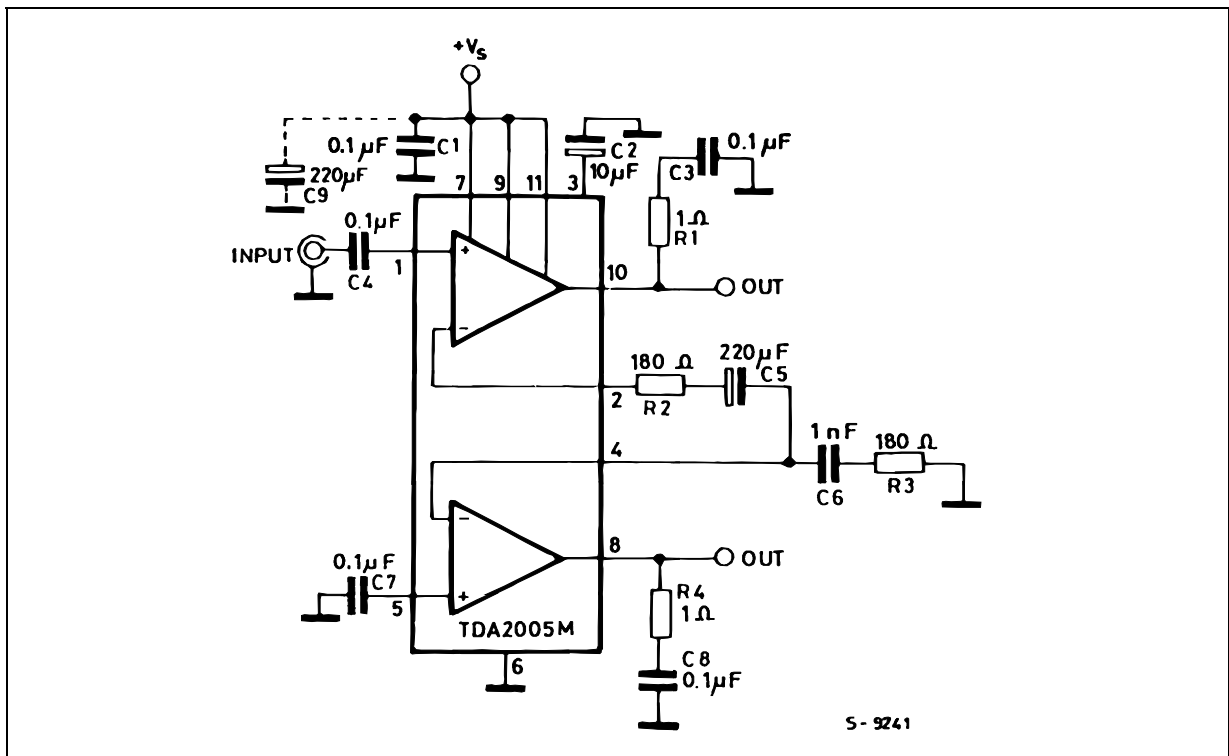 +Vs
0.1µF
C1
220µF
C9
C2
10µF
0.1µF
C3
7
9
11
3
1Ω
R1
0.1µF
INPUT
C4
1
+
10
OUT
−
180 Ω
R2
2
220µF
C5
4
1nF
C6
180 Ω
R3
−
8
OUT
0.1µF
C7
5
+
R4
1Ω
TDA2005M
6
C8
0.1µF
S-9241